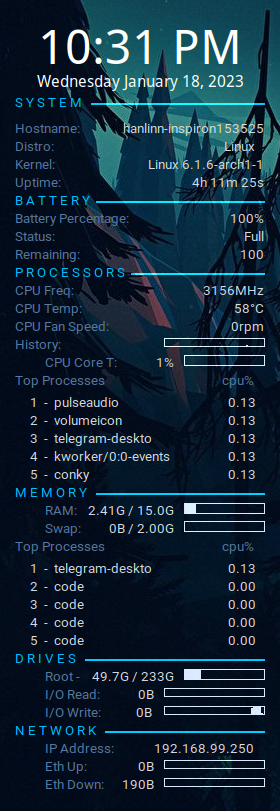 10:31 PM
Wednesday January 18, 2023
SYSTEM
Hostname: hanlinn-inspiron153525
Distro: Linux
Kernel: Linux 6.1.6-arch1-1
Uptime: 4h 11m 25s
BATTERY
Battery Percentage: 100%
Status: Full
Remaining: 100
PROCESSORS
CPU Freq: 3156MHz
CPU Temp: 58°C
CPU Fan Speed: 0rpm
History:
CPU Core T: 1%
Top Processes cpu%
1 - pulseaudio 0.13
2 - volumeicon 0.13
3 - telegram-deskto 0.13
4 - kworker/0:0-events 0.13
5 - conky 0.13
MEMORY
RAM: 2.41G / 15.0G
Swap: 0B / 2.00G
Top Processes cpu%
1 - telegram-deskto 0.13
2 - code 0.00
3 - code 0.00
4 - code 0.00
5 - code 0.00
DRIVES
Root - 49.7G / 233G
I/O Read: 0B
I/O Write: 0B
NETWORK
IP Address: 192.168.99.250
Eth Up: 0B
Eth Down: 190B